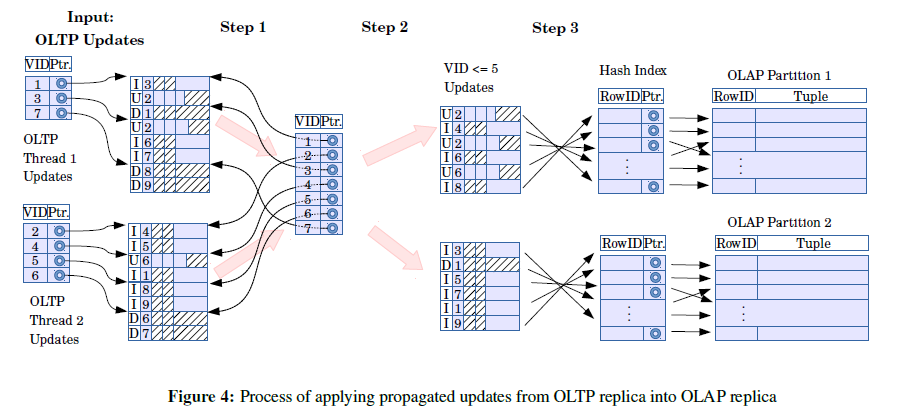 Input:
OLTP Updates
Step 1
Step 2
Step 3
VID Ptr.
1
3
7
OLTP
Thread 1
Updates
I 3
U 2
D 1
U 2
I 6
I 7
D 8
D 9
VID Ptr.
2
4
5
6
OLTP
Thread 2
Updates
I 4
I 5
U 6
I 1
I 8
I 9
D 6
D 7
VID Ptr.
1
2
3
4
5
6
7
VID <= 5
Updates
U 2
I 4
U 2
I 6
U 6
I 8
Hash Index
RowID Ptr.
OLAP Partition 1
RowID Tuple
I 3
D 1
I 5
I 7
I 1
I 9
RowID Ptr.
OLAP Partition 2
RowID Tuple
Figure 4: Process of applying propagated updates from OLTP replica into OLAP replica